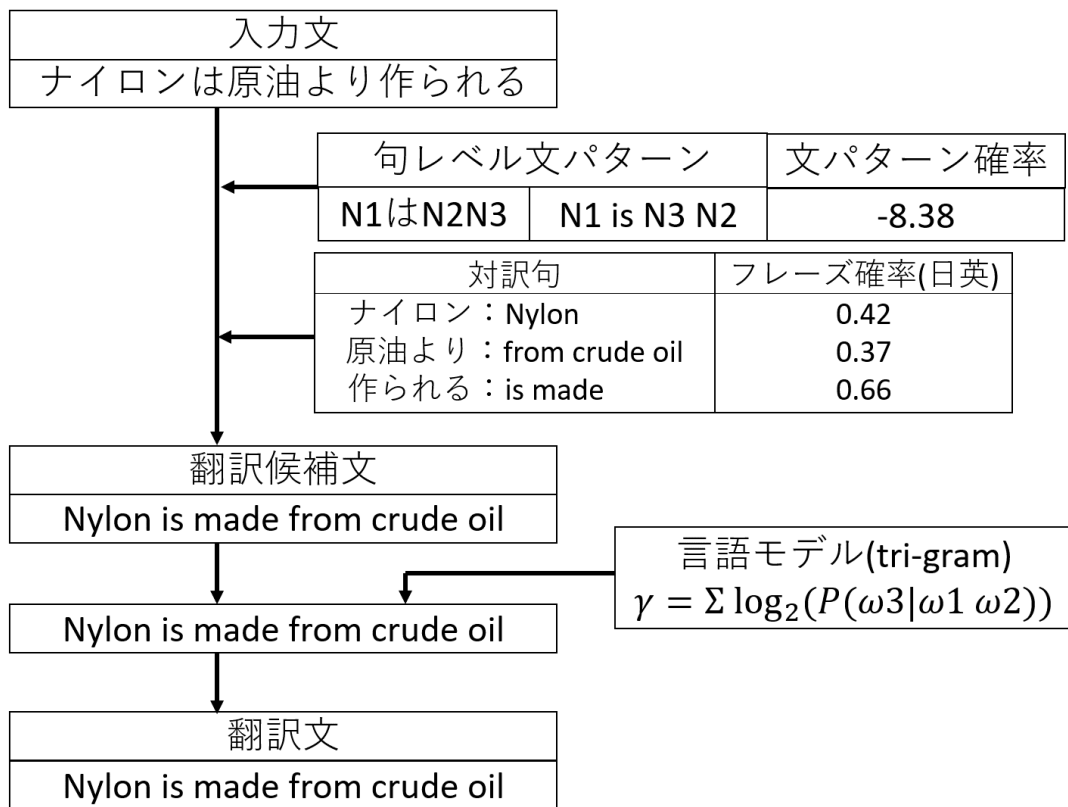 入力文
ナイロンは原油より作られる
句レベル文パターン 文パターン確率
N1はN2N3 N1 is N3 N2 -8.38
対訳句 フレーズ確率(日英)
ナイロン：Nylon 0.42
原油より：from crude oil 0.37
作られる：is made 0.66
翻訳候補文
Nylon is made from crude oil
言語モデル(tri-gram)
γ = Σ log₂(P(ω3|ω1 ω2))
Nylon is made from crude oil
翻訳文
Nylon is made from crude oil